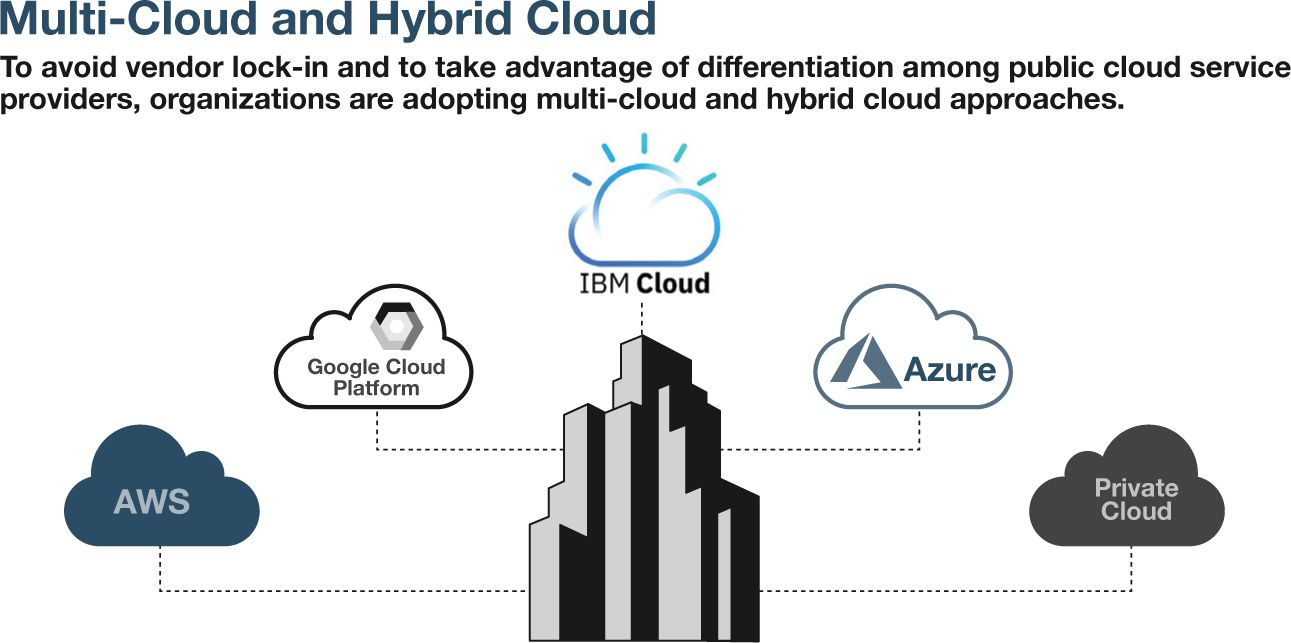 Multi-Cloud and Hybrid Cloud
To avoid vendor lock-in and to take advantage of differentiation among public cloud service
providers, organizations are adopting multi-cloud and hybrid cloud approaches.
IBM Cloud
Google Cloud
Platform
Azure
AWS
Private
Cloud